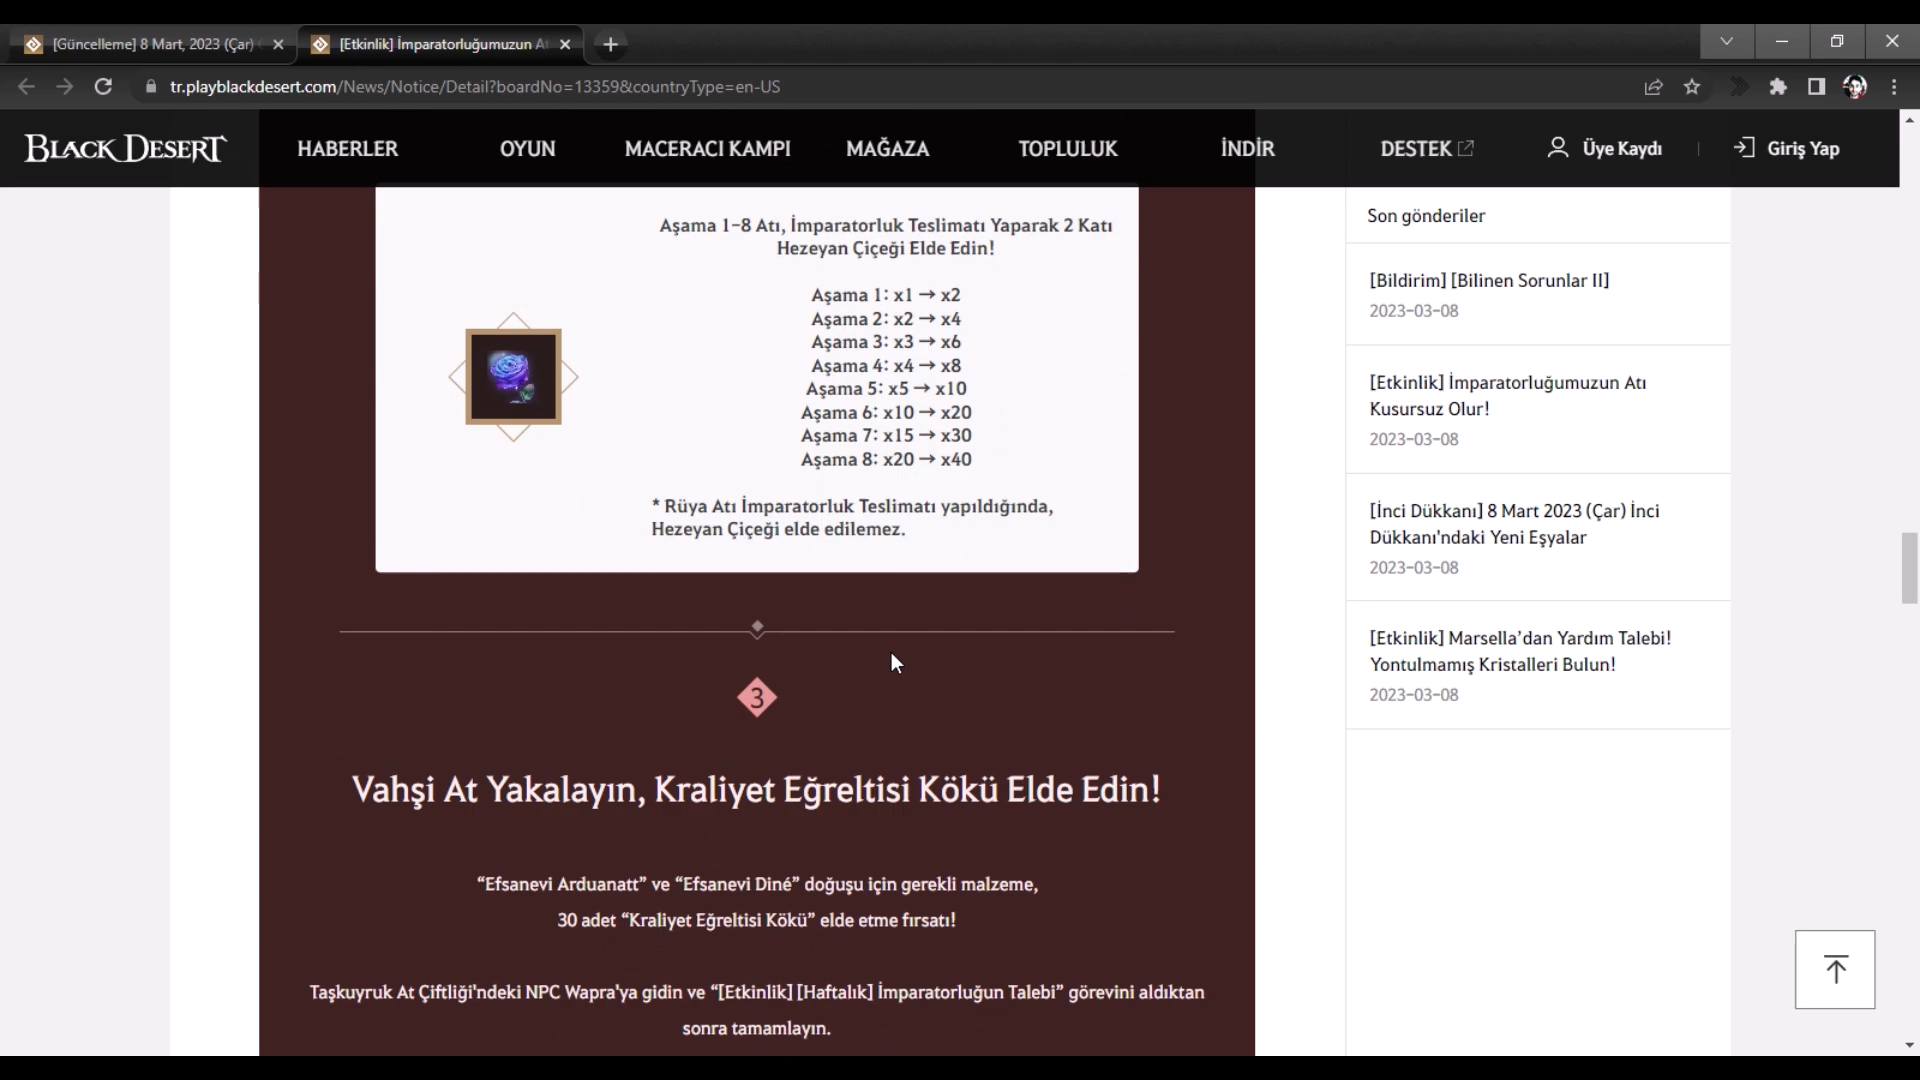 [Güncelleme] 8 Mart, 2023 (Çar)
[Etkinlik] İmparatorluğumuzun At
tr.playblackdesert.com/News/Notice/Detail?boardNo=13359&countryType=en-US
BLACK DESERT
HABERLER
OYUN
MACERACI KAMPI
MAĞAZA
TOPLULUK
İNDİR
DESTEK
Üye Kaydı
Giriş Yap
Aşama 1-8 Atı, İmparatorluk Teslimatı Yaparak 2 Katı
Hezeyan Çiçeği Elde Edin!
Aşama 1: x1 → x2
Aşama 2: x2 → x4
Aşama 3: x3 → x6
Aşama 4: x4 → x8
Aşama 5: x5 → x10
Aşama 6: x10 → x20
Aşama 7: x15 → x30
Aşama 8: x20 → x40
* Rüya Atı İmparatorluk Teslimatı yapıldığında,
Hezeyan Çiçeği elde edilemez.
3
Vahşi At Yakalayın, Kraliyet Eğreltisi Kökü Elde Edin!
“Efsanevi Arduanatt” ve “Efsanevi Diné” doğuşu için gerekli malzeme,
30 adet “Kraliyet Eğreltisi Kökü” elde etme fırsatı!
Taşkuyruk At Çiftliği'ndeki NPC Wapra'ya gidin ve “[Etkinlik] [Haftalık] İmparatorluğun Talebi” görevini aldıktan
sonra tamamlayın.
Son gönderiler
[Bildirim] [Bilinen Sorunlar II]
2023-03-08
[Etkinlik] İmparatorluğumuzun Atı
Kusursuz Olur!
2023-03-08
[İnci Dükkanı] 8 Mart 2023 (Çar) İnci
Dükkanı'ndaki Yeni Eşyalar
2023-03-08
[Etkinlik] Marsella’dan Yardım Talebi!
Yontulmamış Kristalleri Bulun!
2023-03-08